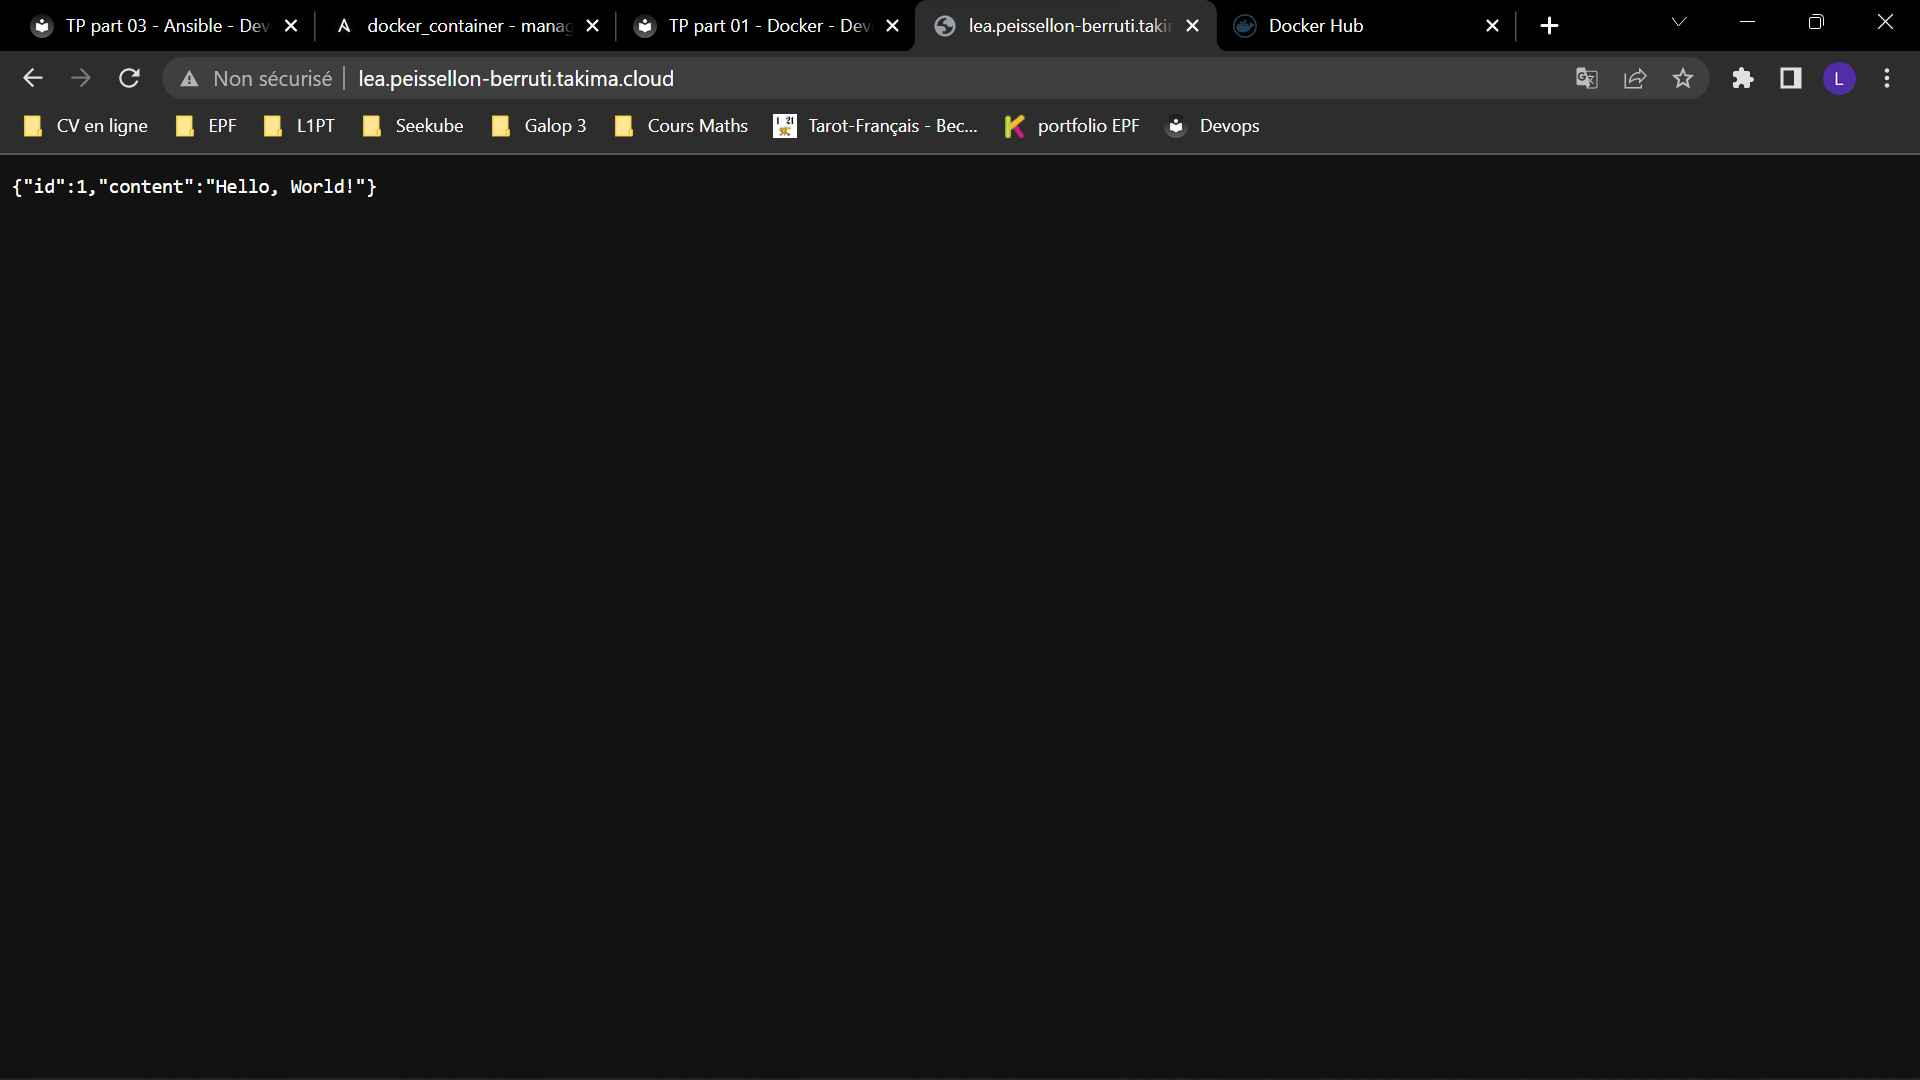 TP part 03 - Ansible - Dev
docker_container - manag
TP part 01 - Docker - Dev
lea.peissellon-berruti.takim
Docker Hub
Non sécurisé
lea.peissellon-berruti.takima.cloud
L
CV en ligne
EPF
L1PT
Seekube
Galop 3
Cours Maths
Tarot-Français - Bec...
portfolio EPF
Devops
{"id":1,"content":"Hello, World!"}